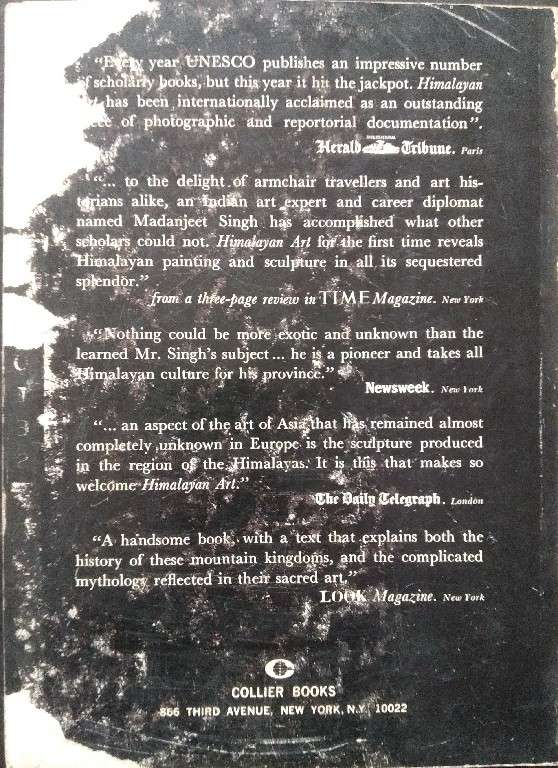 “Every year UNESCO publishes an impressive number
of scholarly books, but this year it hit the jackpot. Himalayan
Art has been internationally acclaimed as an outstanding
of photographic and reportorial documentation”.
Herald Tribune. Paris
“... to the delight of armchair travellers and art his-
torians alike, an Indian art expert and career diplomat
named Madanjeet Singh has accomplished what other
scholars could not. Himalayan Art for the first time reveals
Himalayan painting and sculpture in all its sequestered
splendor.”
from a three-page review in TIME Magazine. New York
“Nothing could be more exotic and unknown than the
learned Mr. Singh’s subject ... he is a pioneer and takes all
Himalayan culture for his province.”
Newsweek. New York
“... an aspect of the art of Asia that has remained almost
completely unknown in Europe is the sculpture produced
in the region of the Himalayas. It is this that makes so
welcome Himalayan Art.”
The Daily Telegraph. London
“A handsome book, with a text that explains both the
history of these mountain kingdoms, and the complicated
mythology reflected in their sacred art.”
LOOK Magazine. New York
COLLIER BOOKS
866 THIRD AVENUE, NEW YORK, N.Y. 10022